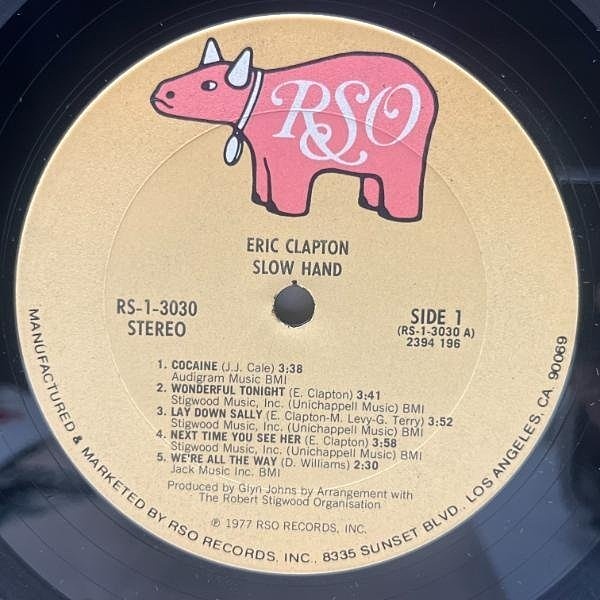 RSO
ERIC CLAPTON
SLOW HAND
RS-1-3030
STEREO
SIDE 1
(RS-1-3030 A)
2394 196
1. COCAINE (J.J. Cale) 3:38
Audigram Music BMI
2. WONDERFUL TONIGHT (E. Clapton) 3:41
Stigwood Music, Inc. (Unichappell Music) BMI
3. LAY DOWN SALLY (E. Clapton-M. Levy-G. Terry) 3:52
Stigwood Music, Inc. (Unichappell Music) BMI
4. NEXT TIME YOU SEE HER (E. Clapton) 3:58
Stigwood Music, Inc. (Unichappell Music) BMI
5. WE'RE ALL THE WAY (D. Williams) 2:30
Jack Music Inc. BMI
Produced by Glyn Johns by Arrangement with
The Robert Stigwood Organisation
℗ 1977 RSO RECORDS, INC.
MANUFACTURED & MARKETED BY RSO RECORDS, INC., 8335 SUNSET BLVD., LOS ANGELES, CA. 90069